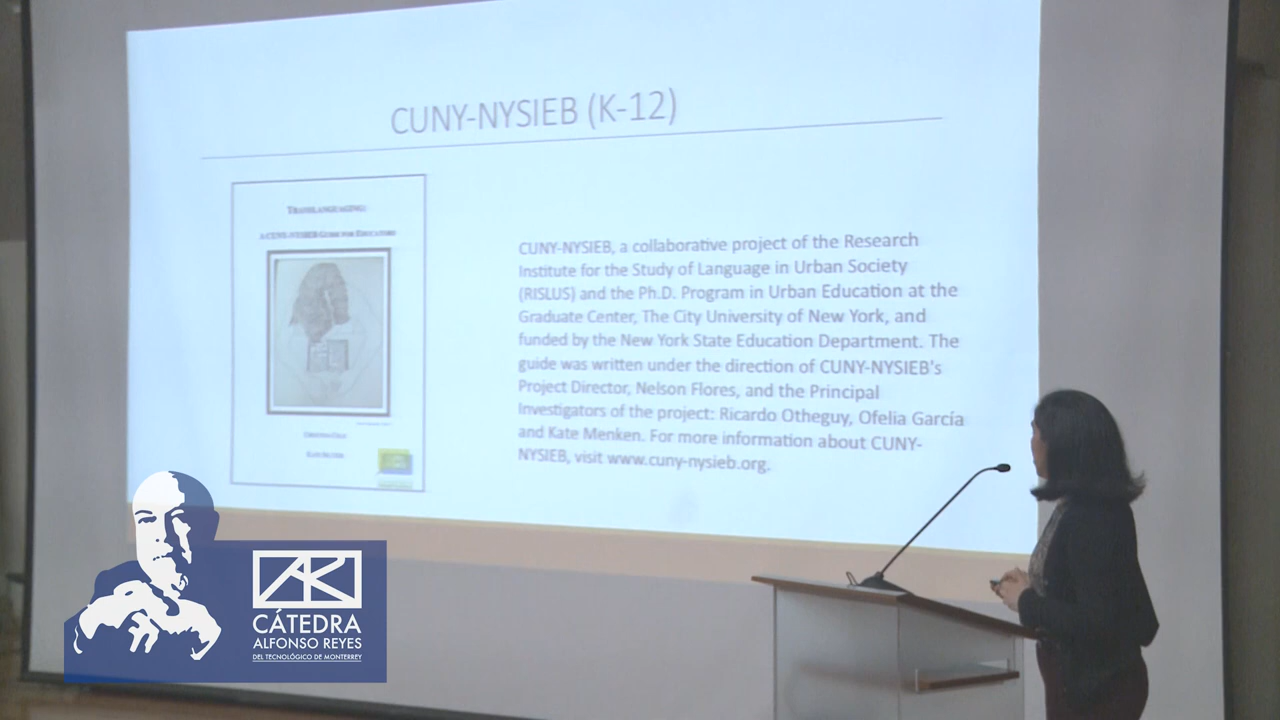 CUNY-NYSIEB (K-12)
TRANSLANGUAGING:
A CUNY-NYSIEB GUIDE FOR EDUCATORS
CUNY-NYSIEB, a collaborative project of the Research
Institute for the Study of Language in Urban Society
(RISLUS) and the Ph.D. Program in Urban Education at the
Graduate Center, The City University of New York, and
funded by the New York State Education Department. The
guide was written under the direction of CUNY-NYSIEB's
Project Director, Nelson Flores, and the Principal
Investigators of the project: Ricardo Otheguy, Ofelia García
and Kate Menken. For more information about CUNY-
NYSIEB, visit www.cuny-nysieb.org.
CÁTEDRA
ALFONSO REYES
DEL TECNOLÓGICO DE MONTERREY